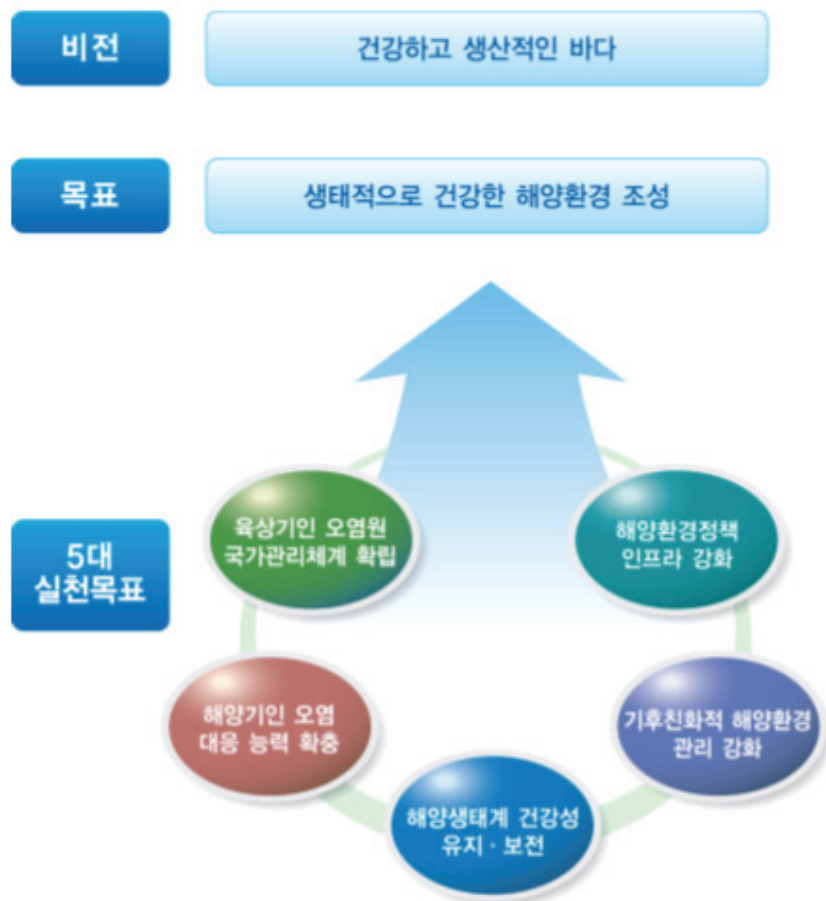 비전
건강하고 생산적인 바다
목표
생태적으로 건강한 해양환경 조성
5대
실천목표
육상기인 오염원
국가관리체계 확립
해양환경정책
인프라 강화
해양기인 오염
대응 능력 확충
기후친화적 해양환경
관리 강화
해양생태계 건강성
유지 · 보전